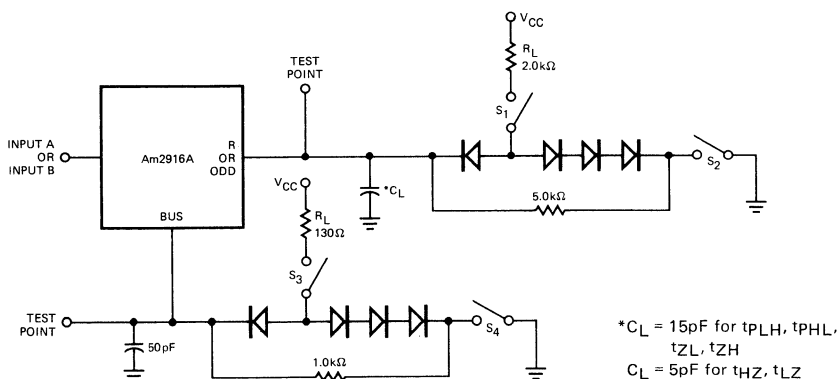 VCC
RL
2.0kΩ
TEST
POINT
S1
INPUT A
OR
INPUT B
Am2916A
R
OR
ODD
BUS
*CL
S2
5.0kΩ
VCC
RL
130Ω
S3
TEST
POINT
50pF
S4
1.0kΩ
*CL = 15pF for tPLH, tPHL,
tZL, tZH
CL = 5pF for tHZ, tLZ